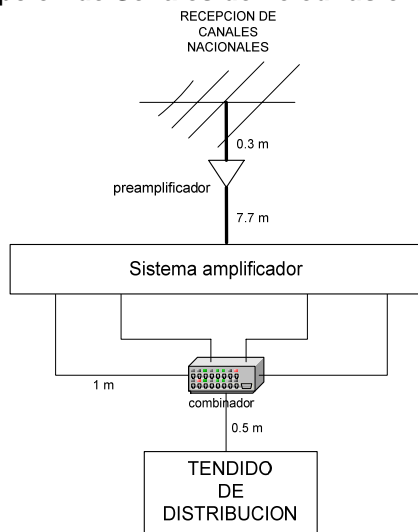 RECEPCION DE
CANALES
NACIONALES
0.3 m
preamplificador
7.7 m
Sistema amplificador
1 m
combinador
0.5 m
TENDIDO
DE
DISTRIBUCION